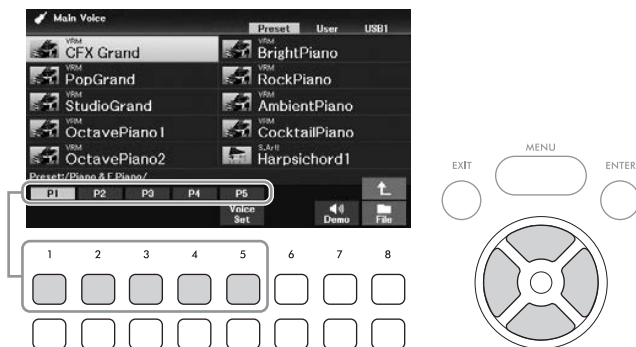 Main Voice
Preset User USB1
VRM CFX Grand VRM BrightPiano
VRM PopGrand VRM RockPiano
VRM StudioGrand VRM AmbientPiano
VRM OctavePiano1 VRM CocktailPiano
VRM OctavePiano2 S.Art! Harpsichord1
Preset:/Piano & E.Piano/
P1 P2 P3 P4 P5
Voice Set Demo File
1 2 3 4 5 6 7 8
MENU
EXIT ENTER